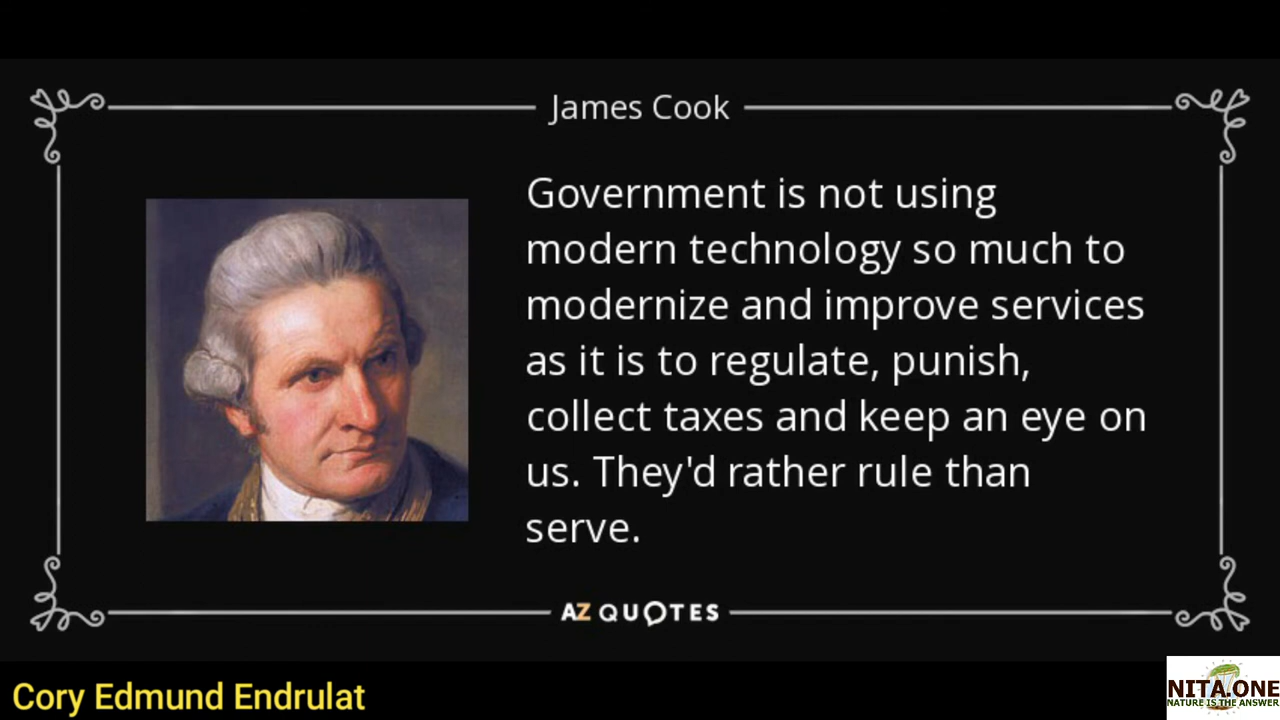 James Cook
Government is not using
modern technology so much to
modernize and improve services
as it is to regulate, punish,
collect taxes and keep an eye on
us. They'd rather rule than
serve.
AZ QUOTES
Cory Edmund Endrulat
NITA.ONE
NATURE IS THE ANSWER